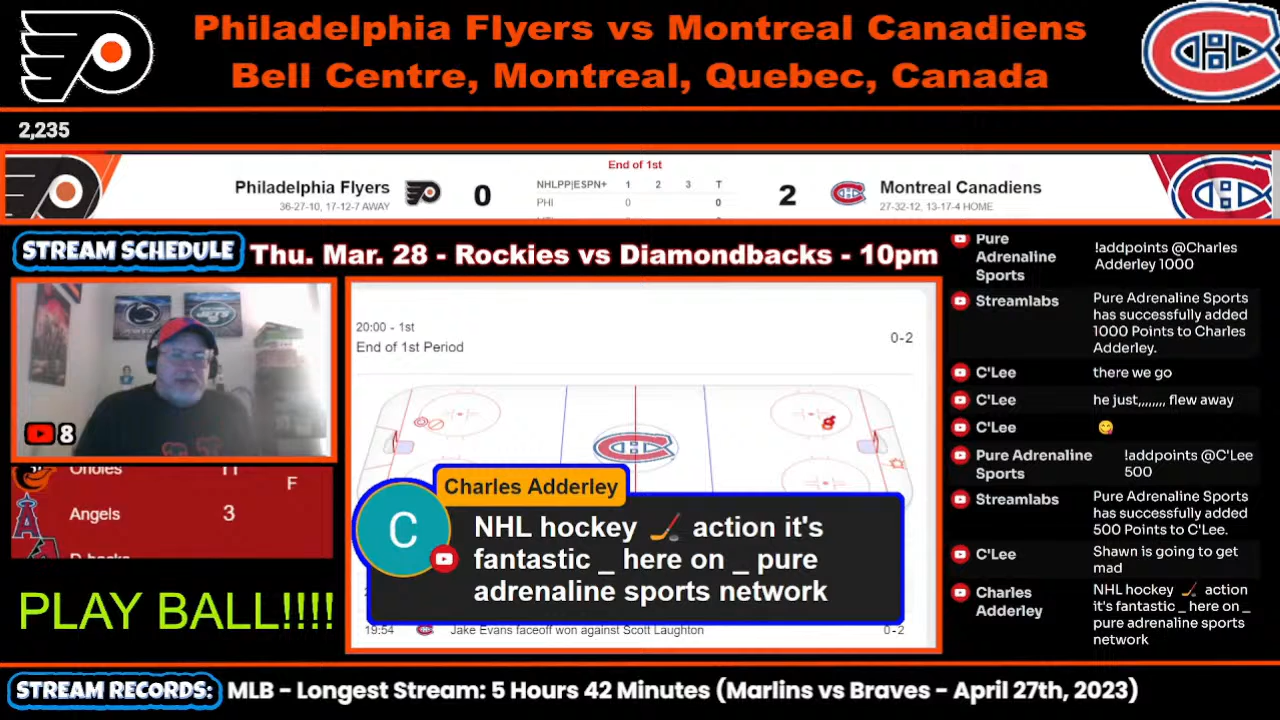 Philadelphia Flyers vs Montreal Canadiens
Bell Centre, Montreal, Quebec, Canada
2,235
End of 1st
Philadelphia Flyers
36-27-10, 17-12-7 AWAY
0
NHLPP|ESPN+ 1 2 3 T
PHI 0 0
2
Montreal Canadiens
27-32-12, 13-17-4 HOME
STREAM SCHEDULE
Thu. Mar. 28 - Rockies vs Diamondbacks - 10pm
JETS
8
Orioles 11
F
Angels 3
D-backs
PLAY BALL!!!!
20:00 - 1st
End of 1st Period
0-2
Charles Adderley
C
NHL hockey 🏒 action it's
fantastic _ here on _ pure
adrenaline sports network
19:54 Jake Evans faceoff won against Scott Laughton 0-2
Pure Adrenaline Sports
!addpoints @Charles
Adderley 1000
Streamlabs
Pure Adrenaline Sports
has successfully added
1000 Points to Charles
Adderley.
C'Lee there we go
C'Lee he just,,,,,,,, flew away
C'Lee 😋
Pure Adrenaline Sports
!addpoints @C'Lee
500
Streamlabs
Pure Adrenaline Sports
has successfully added
500 Points to C'Lee.
C'Lee
Shawn is going to get
mad
Charles Adderley
NHL hockey 🏒 action
it's fantastic _ here on _
pure adrenaline sports
network
STREAM RECORDS:
MLB - Longest Stream: 5 Hours 42 Minutes (Marlins vs Braves - April 27th, 2023)